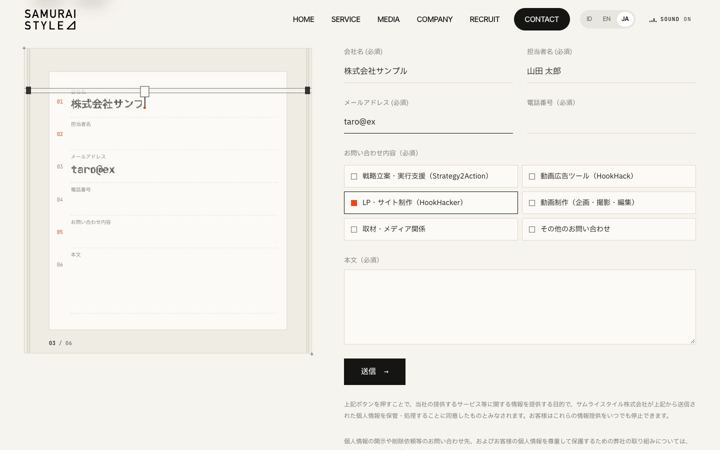 SAMURAI
STYLE
HOME SERVICE MEDIA COMPANY RECRUIT CONTACT ID EN JA SOUND ON
01 株式会社サンプ
担当者名
02
メールアドレス
03 taro@ex
電話番号
04
お問い合わせ内容
05
本文
06
03 / 06
会社名 (必須) 担当者名 (必須)
株式会社サンプル 山田 太郎
メールアドレス (必須) 電話番号 (必須)
taro@ex
お問い合わせ内容 (必須)
戦略立案・実行支援（Strategy2Action） 動画広告ツール（HookHack）
LP・サイト制作（HookHacker） 動画制作（企画・撮影・編集）
取材・メディア関係 その他のお問い合わせ
本文 (必須)
送信 →
上記ボタンを押すことで、当社の提供するサービス等に関する情報を提供する目的で、サムライスタイル株式会社が上記から送信さ
れた個人情報を保管・処理することに同意したものとみなされます。お客様はこれらの情報提供をいつでも停止できます。
個人情報の開示や削除依頼等のお問い合わせ先、およびお客様の個人情報を尊重して保護するための弊社の取り組みについては、